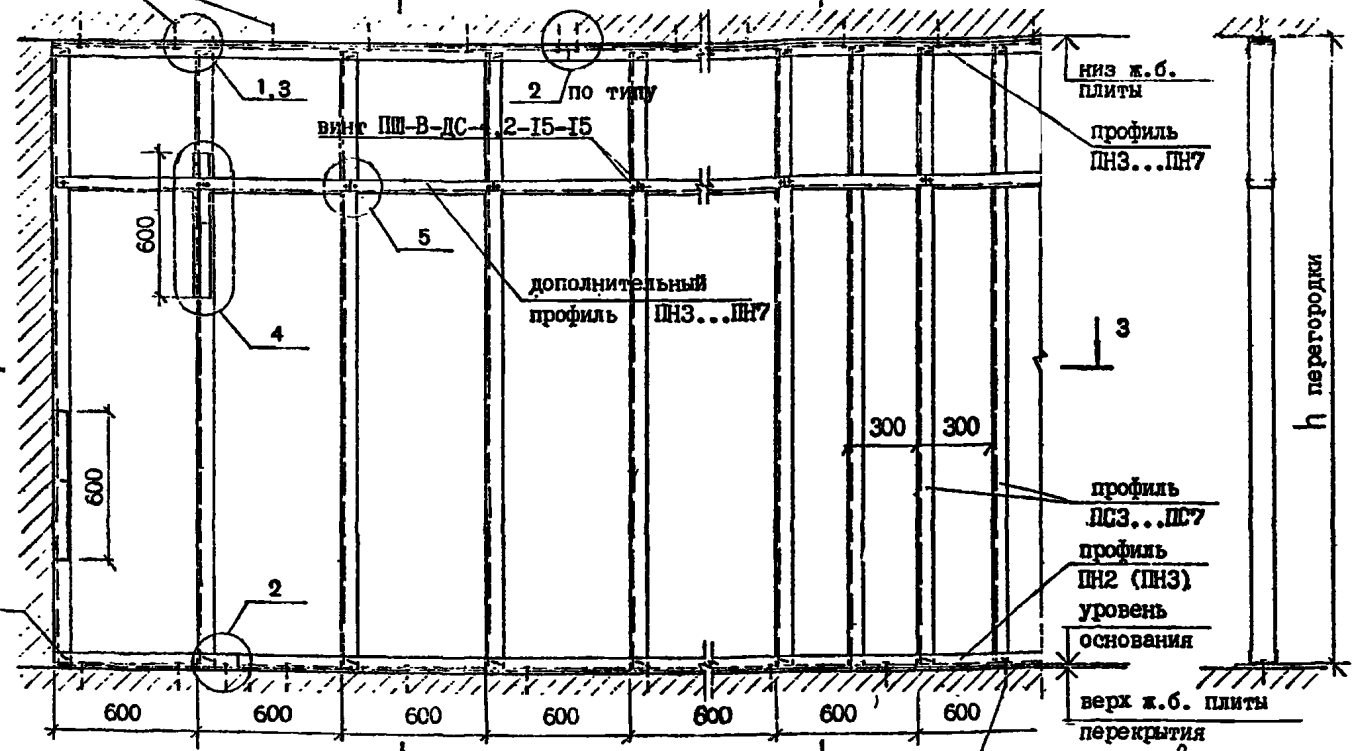 1,3
2 по типу
винт ПШ-В-ДС-4,2-15-15
600
5
4
дополнительный
профиль ПН3...ПН7
600
2
300 300
низ ж.б.
плиты
профиль
ПН3...ПН7
3
профиль
ПС3...ПС7
профиль
ПН2 (ПН3)
уровень
основания
верх ж.б. плиты
перекрытия
h перегородки
600 600 600 600 600 600 600